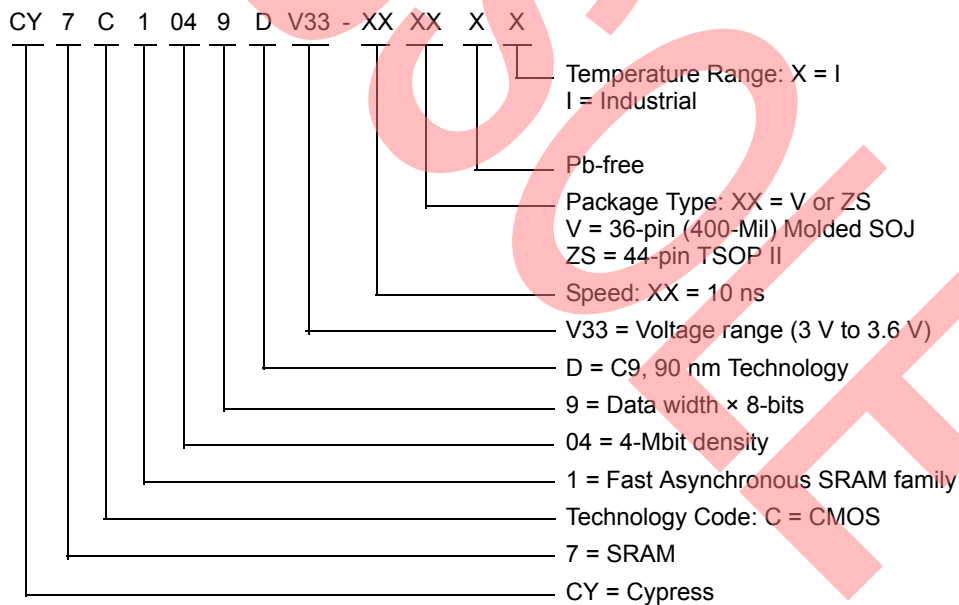 CY 7 C 1 04 9 D V33 - XX XX X X
Temperature Range: X = I
I = Industrial
Pb-free
Package Type: XX = V or ZS
V = 36-pin (400-Mil) Molded SOJ
ZS = 44-pin TSOP II
Speed: XX = 10 ns
V33 = Voltage range (3 V to 3.6 V)
D = C9, 90 nm Technology
9 = Data width × 8-bits
04 = 4-Mbit density
1 = Fast Asynchronous SRAM family
Technology Code: C = CMOS
7 = SRAM
CY = Cypress